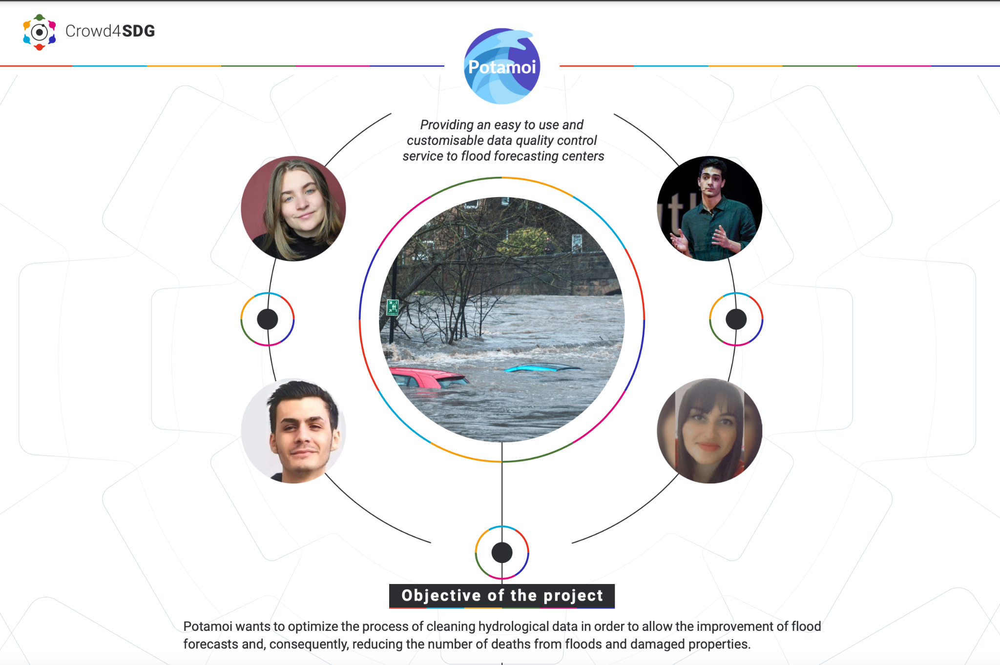 Crowd4SDG
Potamoi
Providing an easy to use and
customisable data quality control
service to flood forecasting centers
Objective of the project
Potamoi wants to optimize the process of cleaning hydrological data in order to allow the improvement of flood
forecasts and, consequently, reducing the number of deaths from floods and damaged properties.